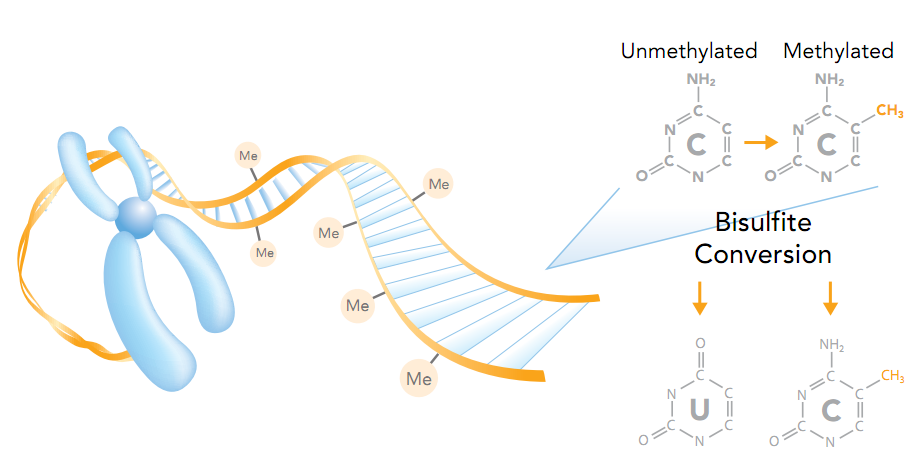 Unmethylated Methylated
NH₂ NH₂
C C CH₃
N C N C
C C
C C C C
O N O N
Me
Me
Me
Me
Me
Me
Bisulfite
Conversion
O NH₂
C C CH₃
N C N C
U C
C C C C
O N O N